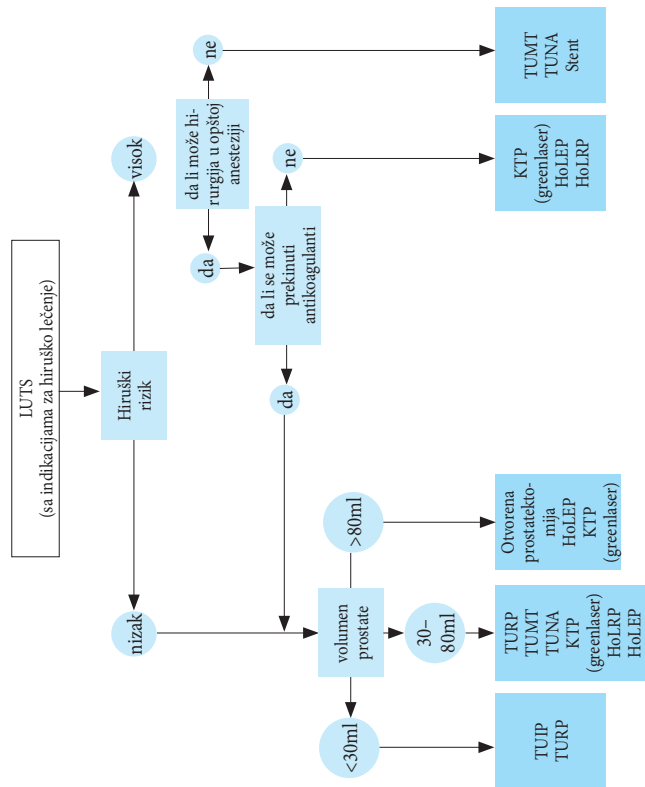 LUTS
(sa indikacijama za hiruško lečenje)
Hiruški
rizik
nizak
visok
da li može hi-
rurgija u opštoj
anesteziji
da
ne
da li se može
prekinuti
antikoagulanti
da
ne
volumen
prostate
<30ml
30–
80ml
>80ml
TUIP
TURP
TURP
TUMT
TUNA
KTP
(greenlaser)
HoLRP
HoLEP
Otvorena
prostatekto-
mija
HoLEP
KTP
(greenlaser)
KTP
(greenlaser)
HoLEP
HoLRP
TUMT
TUNA
Stent